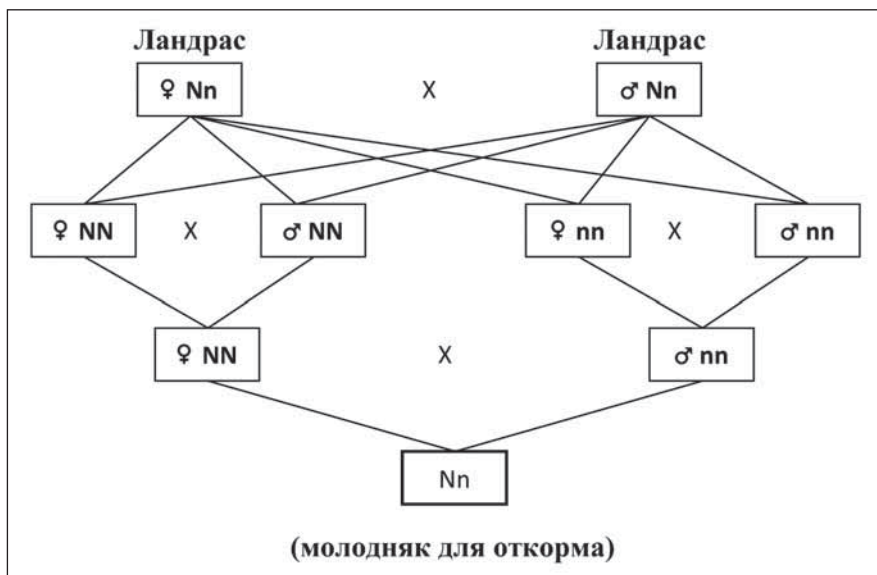 Ландрас Ландрас
♀ Nn X ♂ Nn
♀ NN X ♂ NN ♀ nn X ♂ nn
♀ NN X ♂ nn
Nn
(молодняк для откорма)